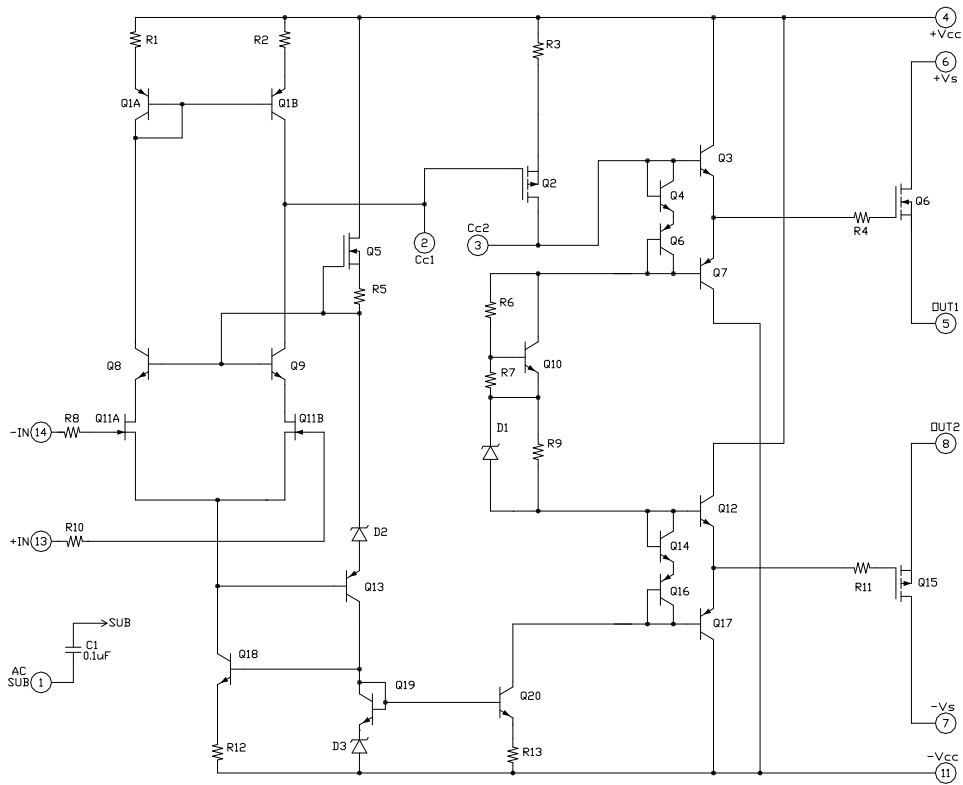 R1
R2
R3
4
+Vcc
6
+Vs
Q1A
Q1B
Q3
Q2
Q4
Q6
R4
Q6
2
Cc1
Cc2
3
Q5
Q7
R5
OUT1
5
R6
Q8
Q9
R7
Q10
Q11A
Q11B
R8
-IN
14
D1
R9
OUT2
8
Q12
+IN
13
R10
D2
Q14
Q13
Q16
R11
Q15
SUB
C1
0.1uF
Q17
AC
SUB
1
Q18
Q19
Q20
-Vs
7
R12
D3
R13
-Vcc
11